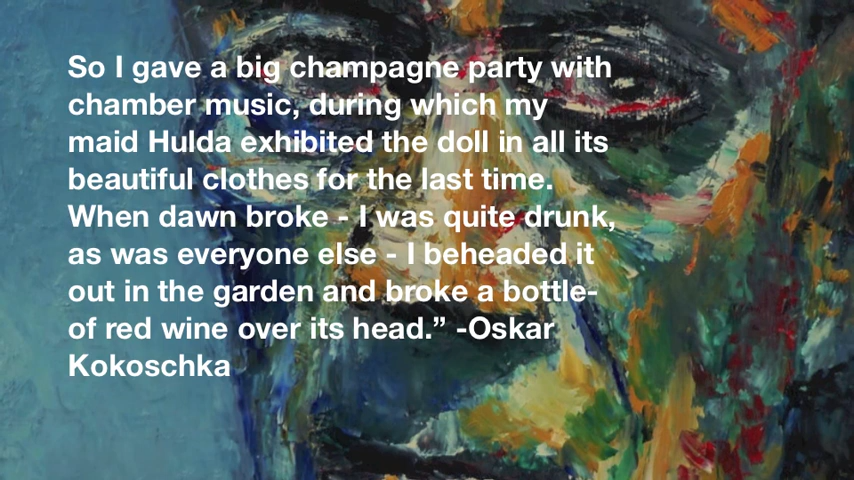 So I gave a big champagne party with
chamber music, during which my
maid Hulda exhibited the doll in all its
beautiful clothes for the last time.
When dawn broke - I was quite drunk,
as was everyone else - I beheaded it
out in the garden and broke a bottle-
of red wine over its head.” -Oskar
Kokoschka